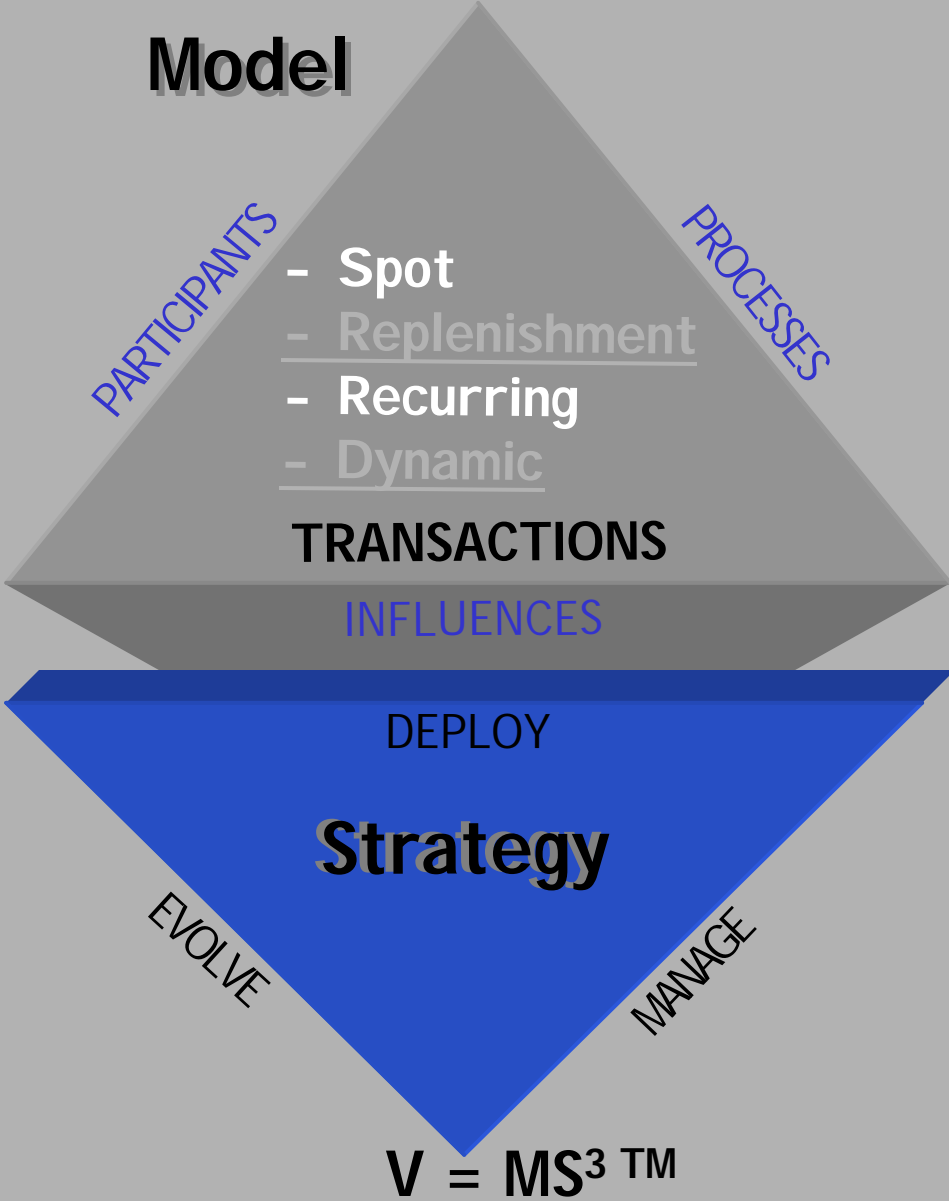 Model
PARTICIPANTS
PROCESSES
- Spot
- Replenishment
- Recurring
- Dynamic
TRANSACTIONS
INFLUENCES
DEPLOY
Strategy
EVOLVE
MANAGE
V = MS³ ™